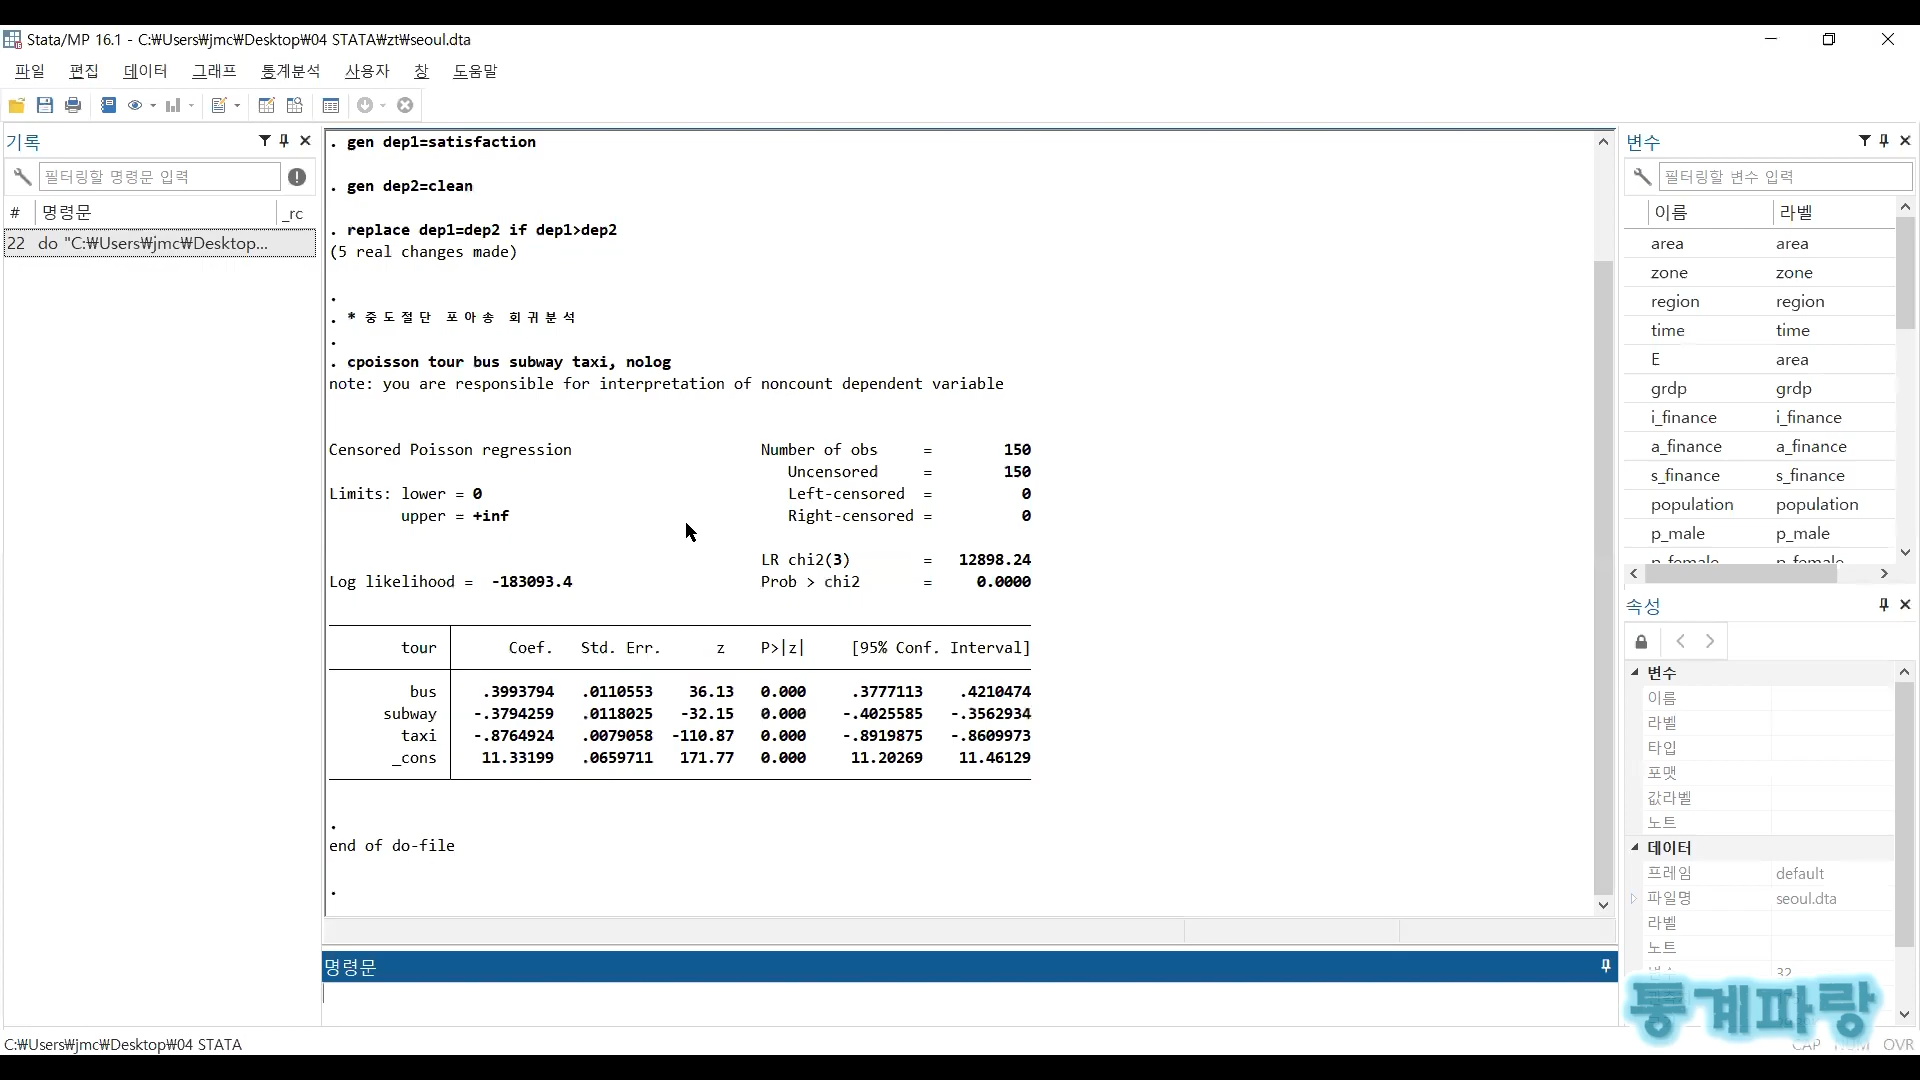 Stata/MP 16.1 - C:₩Users₩jmc₩Desktop₩04 STATA₩zt₩seoul.dta
파일 편집 데이터 그래프 통계분석 사용자 창 도움말
기록
필터링할 명령문 입력
# 명령문 _rc
22 do "C:₩Users₩jmc₩Desktop...
. gen dep1=satisfaction
. gen dep2=clean
. replace dep1=dep2 if dep1>dep2
(5 real changes made)
.
. * 중도절단 포아송 회귀분석
.
. cpoisson tour bus subway taxi, nolog
note: you are responsible for interpretation of noncount dependent variable
Censored Poisson regression Number of obs = 150
Uncensored = 150
Limits: lower = 0 Left-censored = 0
upper = +inf Right-censored = 0
LR chi2(3) = 12898.24
Log likelihood = -183093.4 Prob > chi2 = 0.0000
tour Coef. Std. Err. z P>|z| [95% Conf. Interval]
bus .3993794 .0110553 36.13 0.000 .3777113 .4210474
subway -.3794259 .0118025 -32.15 0.000 -.4025585 -.3562934
taxi -.8764924 .0079058 -110.87 0.000 -.8919875 -.8609973
_cons 11.33199 .0659711 171.77 0.000 11.20269 11.46129
.
end of do-file
.
명령문
변수
필터링할 변수 입력
이름 라벨
area area
zone zone
region region
time time
E area
grdp grdp
i_finance i_finance
a_finance a_finance
s_finance s_finance
population population
p_male p_male
p_female p_female
속성
변수
이름
라벨
타입
포맷
값라벨
노트
데이터
프레임 default
파일명 seoul.dta
라벨
노트
변수 32
통계파랑
C:₩Users₩jmc₩Desktop₩04 STATA
CAP NUM OVR